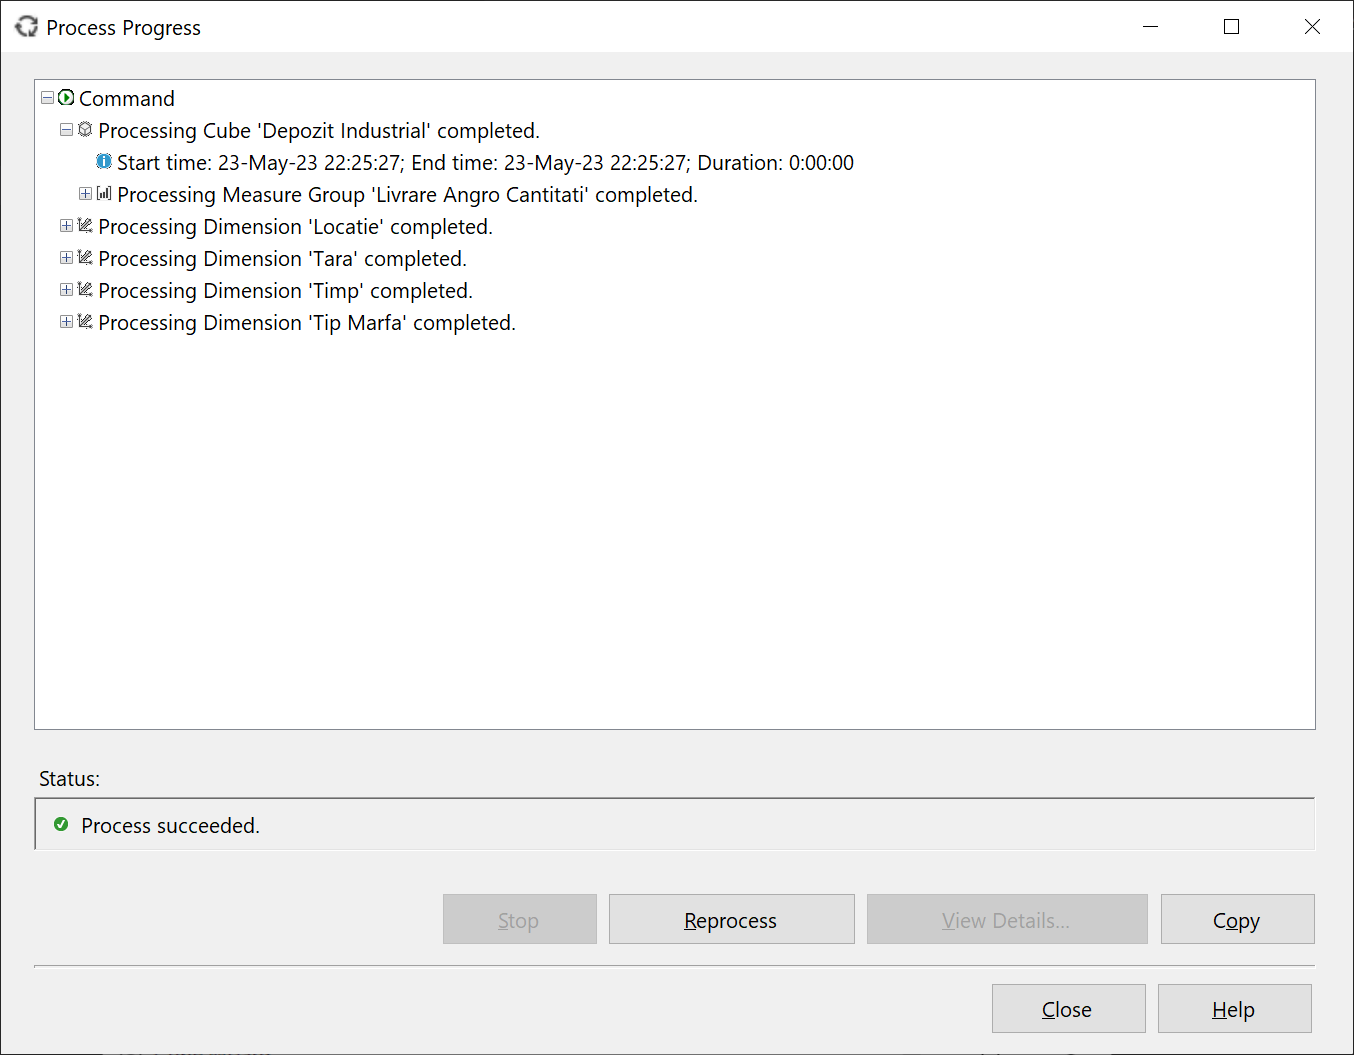 Process Progress
Command
Processing Cube 'Depozit Industrial' completed.
Start time: 23-May-23 22:25:27; End time: 23-May-23 22:25:27; Duration: 0:00:00
Processing Measure Group 'Livrare Angro Cantitati' completed.
Processing Dimension 'Locatie' completed.
Processing Dimension 'Tara' completed.
Processing Dimension 'Timp' completed.
Processing Dimension 'Tip Marfa' completed.
Status:
Process succeeded.
Stop Reprocess View Details... Copy
Close Help